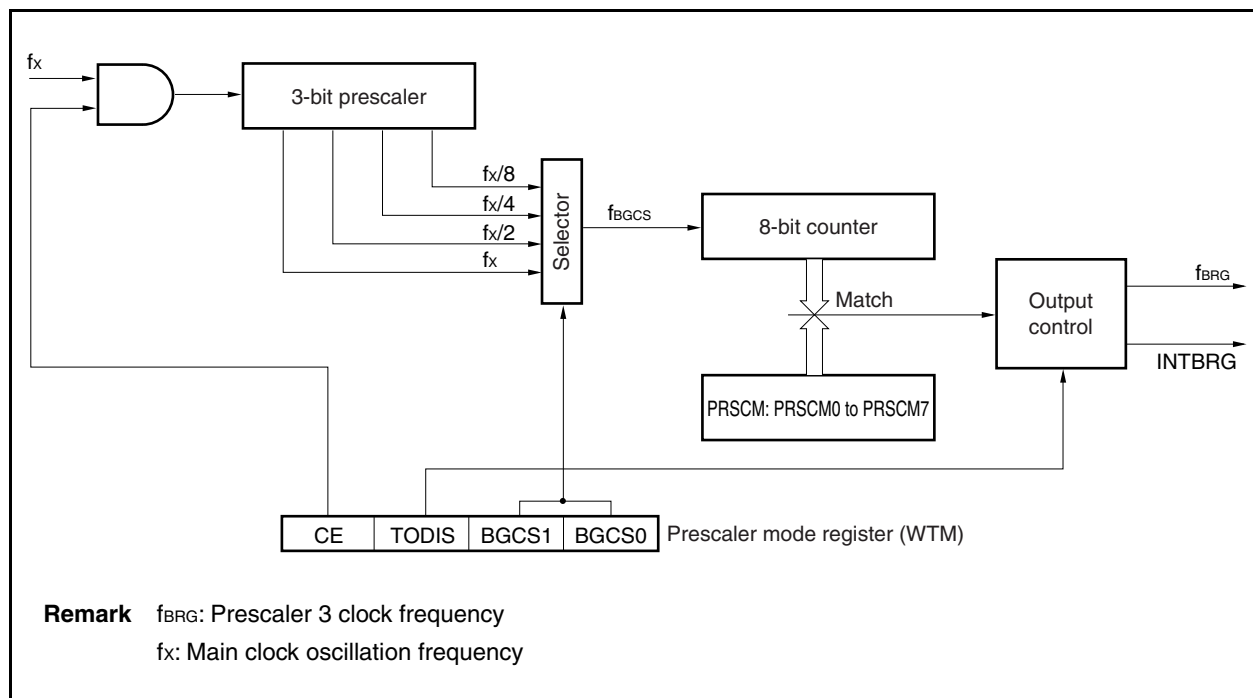 fX
3-bit prescaler
fX/8
fX/4
fX/2
fX
Selector
fBGCS
8-bit counter
Match
PRSCM: PRSCM0 to PRSCM7
Output
control
fBRG
INTBRG
CE TODIS BGCS1 BGCS0 Prescaler mode register (WTM)
Remark fBRG: Prescaler 3 clock frequency
fX: Main clock oscillation frequency